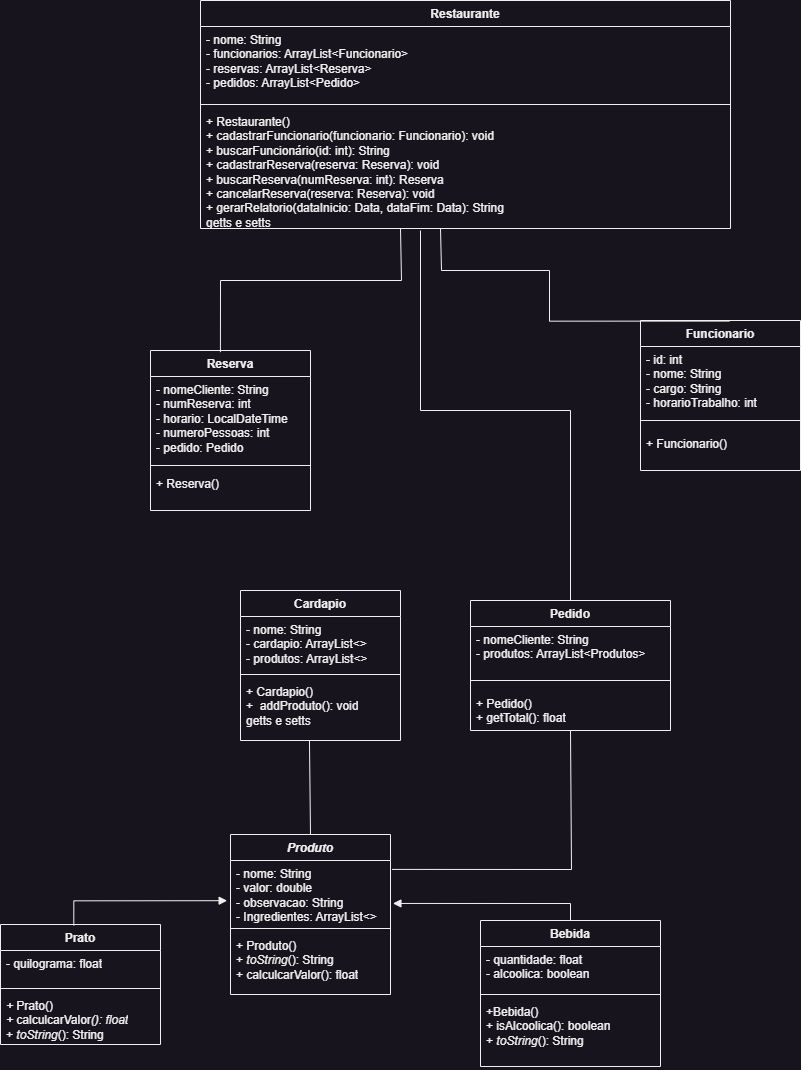 Restaurante
- nome: String
- funcionarios: ArrayList<Funcionario>
- reservas: ArrayList<Reserva>
- pedidos: ArrayList<Pedido>
+ Restaurante()
+ cadastrarFuncionario(funcionario: Funcionario): void
+ buscarFuncionário(id: int): String
+ cadastrarReserva(reserva: Reserva): void
+ buscarReserva(numReserva: int): Reserva
+ cancelarReserva(reserva: Reserva): void
+ gerarRelatorio(dataInicio: Data, dataFim: Data): String
getts e setts
Funcionario
- id: int
- nome: String
- cargo: String
- horarioTrabalho: int
+ Funcionario()
Reserva
- nomeCliente: String
- numReserva: int
- horario: LocalDateTime
- numeroPessoas: int
- pedido: Pedido
+ Reserva()
Cardapio
- nome: String
- cardapio: ArrayList<>
- produtos: ArrayList<>
+ Cardapio()
+  addProduto(): void
getts e setts
Pedido
- nomeCliente: String
- produtos: ArrayList<Produtos>
+ Pedido()
+ getTotal(): float
Produto
- nome: String
- valor: double
- observacao: String
- Ingredientes: ArrayList<>
+ Produto()
+ toString(): String
+ calculcarValor(): float
Prato
- quilograma: float
+ Prato()
+ calculcarValor(): float
+ toString(): String
Bebida
- quantidade: float
- alcoolica: boolean
+Bebida()
+ isAlcoolica(): boolean
+ toString(): String